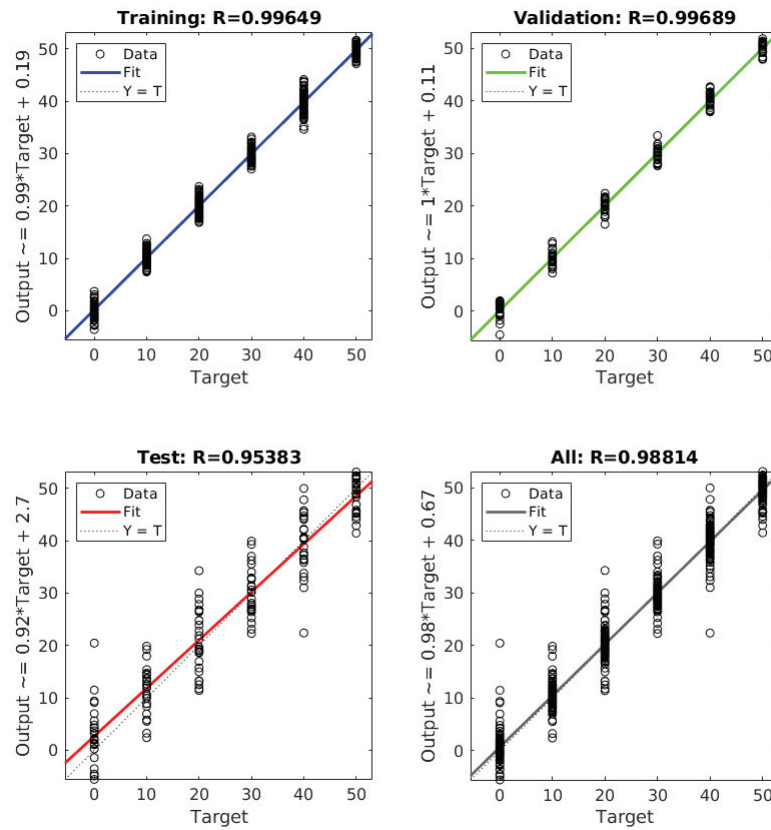 Training: R=0.99649
Output ~= 0.99*Target + 0.19
Data
Fit
Y = T
50
40
30
20
10
0
0 10 20 30 40 50
Target
Validation: R=0.99689
Output ~= 1*Target + 0.11
Data
Fit
Y = T
50
40
30
20
10
0
0 10 20 30 40 50
Target
Test: R=0.95383
Output ~= 0.92*Target + 2.7
Data
Fit
Y = T
50
40
30
20
10
0
0 10 20 30 40 50
Target
All: R=0.98814
Output ~= 0.98*Target + 0.67
Data
Fit
Y = T
50
40
30
20
10
0
0 10 20 30 40 50
Target